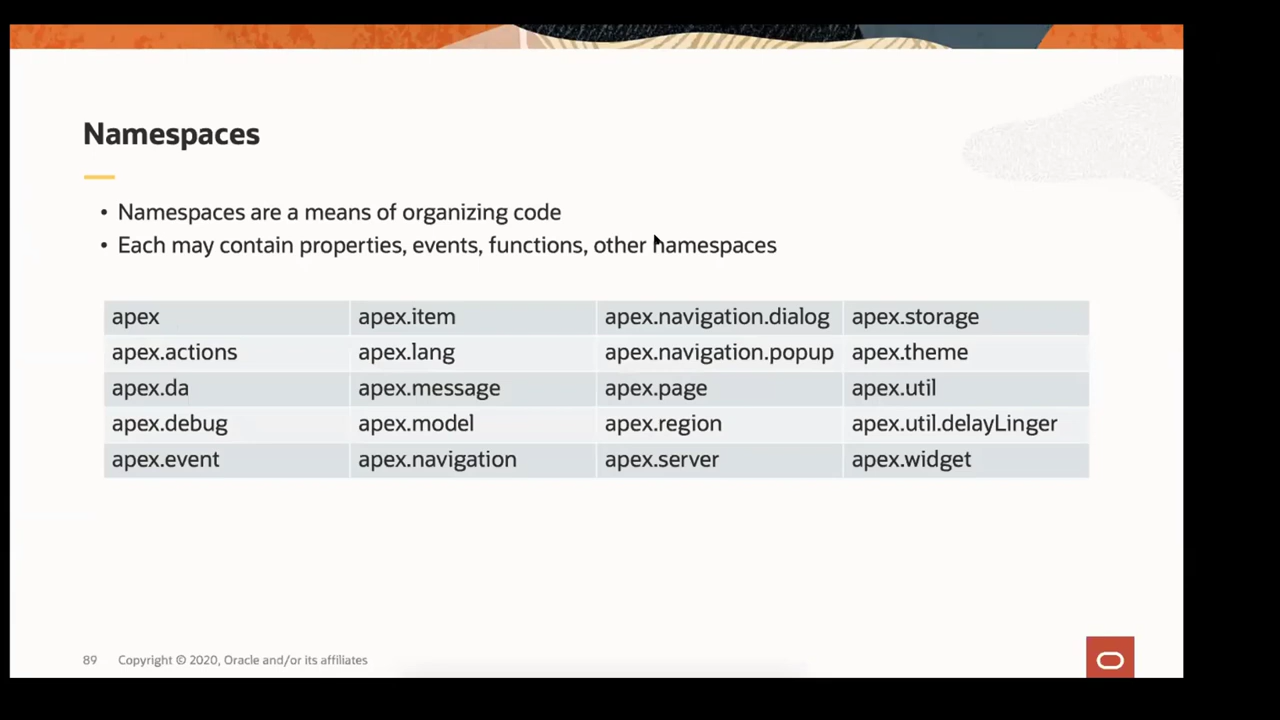 Namespaces
• Namespaces are a means of organizing code
• Each may contain properties, events, functions, other namespaces
apex apex.item apex.navigation.dialog apex.storage
apex.actions apex.lang apex.navigation.popup apex.theme
apex.da apex.message apex.page apex.util
apex.debug apex.model apex.region apex.util.delayLinger
apex.event apex.navigation apex.server apex.widget
89 Copyright © 2020, Oracle and/or its affiliates